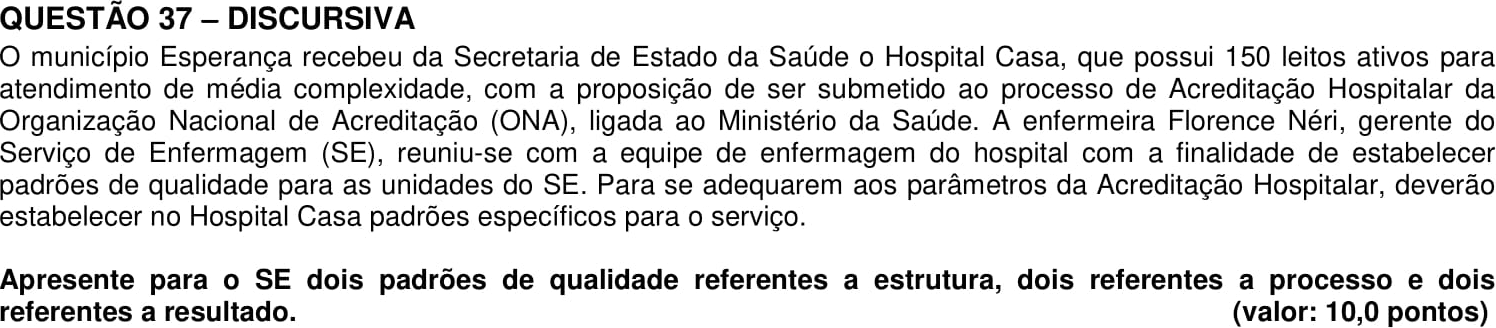 QUESTÃO 37 – DISCURSIVA
O município Esperança recebeu da Secretaria de Estado da Saúde o Hospital Casa, que possui 150 leitos ativos para
atendimento de média complexidade, com a proposição de ser submetido ao processo de Acreditação Hospitalar da
Organização Nacional de Acreditação (ONA), ligada ao Ministério da Saúde. A enfermeira Florence Néri, gerente do
Serviço de Enfermagem (SE), reuniu-se com a equipe de enfermagem do hospital com a finalidade de estabelecer
padrões de qualidade para as unidades do SE. Para se adequarem aos parâmetros da Acreditação Hospitalar, deverão
estabelecer no Hospital Casa padrões específicos para o serviço.
Apresente para o SE dois padrões de qualidade referentes a estrutura, dois referentes a processo e dois
referentes a resultado. (valor: 10,0 pontos)